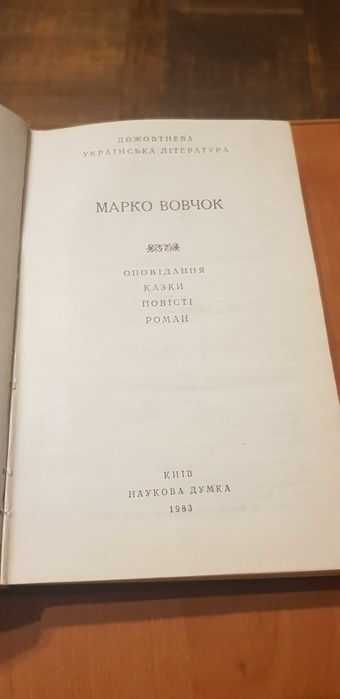 ДОЖОВТНЕВА
УКРАЇНСЬКА ЛІТЕРАТУРА
МАРКО ВОВЧОК
ОПОВІДАННЯ
КАЗКИ
ПОВІСТІ
РОМАН
КИЇВ
НАУКОВА ДУМКА
1983